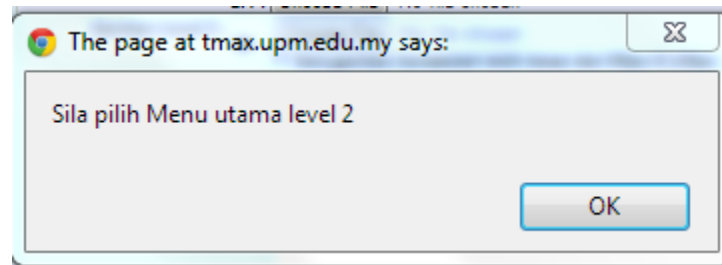 The page at tmax.upm.edu.my says:
Sila pilih Menu utama level 2
OK